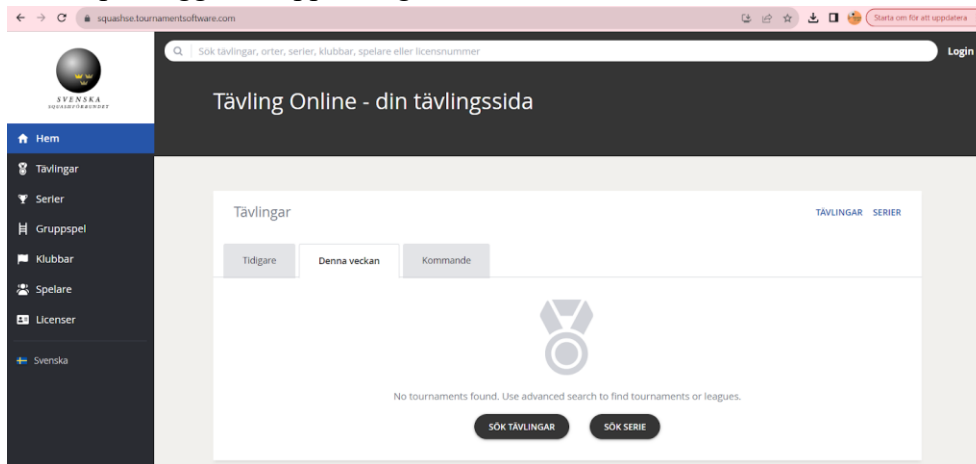 squashse.tournamentsoftware.com
Starta om för att uppdatera
Sök tävlingar, orter, serier, klubbar, spelare eller licensnummer
Login
SVENSKA
SQUASHFÖRBUNDET
Tävling Online - din tävlingssida
Hem
Tävlingar
Serier
Gruppspel
Klubbar
Spelare
Licenser
Svenska
Tävlingar
TÄVLINGAR SERIER
Tidigare Denna veckan Kommande
No tournaments found. Use advanced search to find tournaments or leagues.
SÖK TÄVLINGAR SÖK SERIE